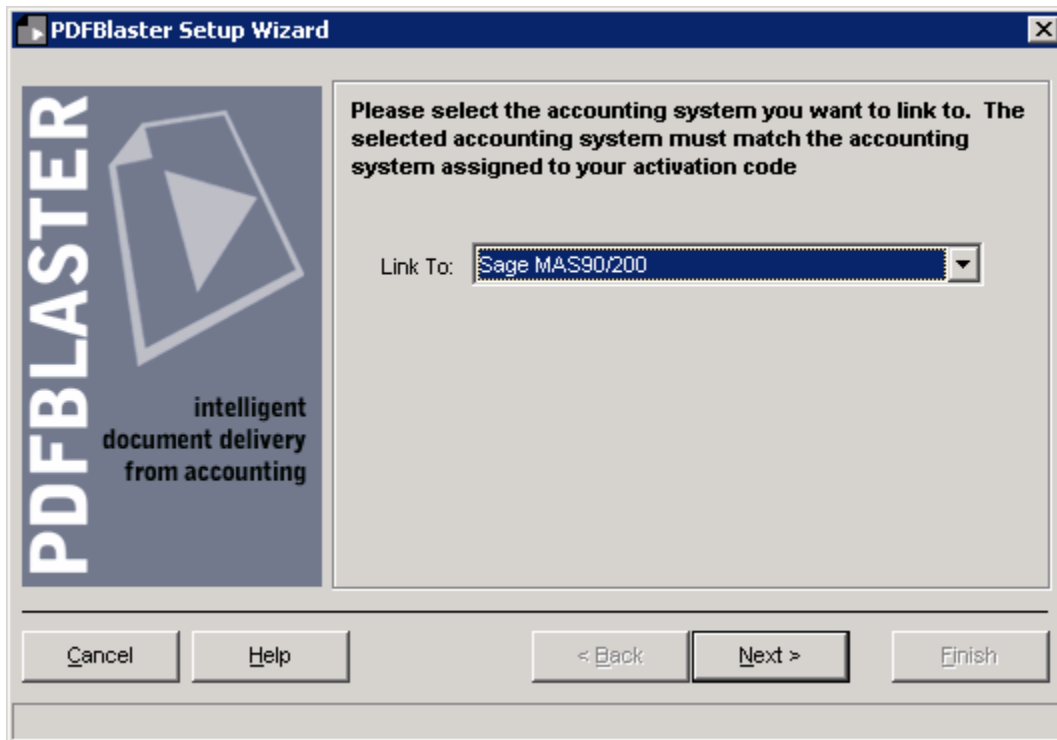 PDFBlaster Setup Wizard
PDFBLASTER
intelligent
document delivery
from accounting
Please select the accounting system you want to link to.  The
selected accounting system must match the accounting
system assigned to your activation code
Link To: Sage MAS90/200
Cancel Help < Back Next > Finish